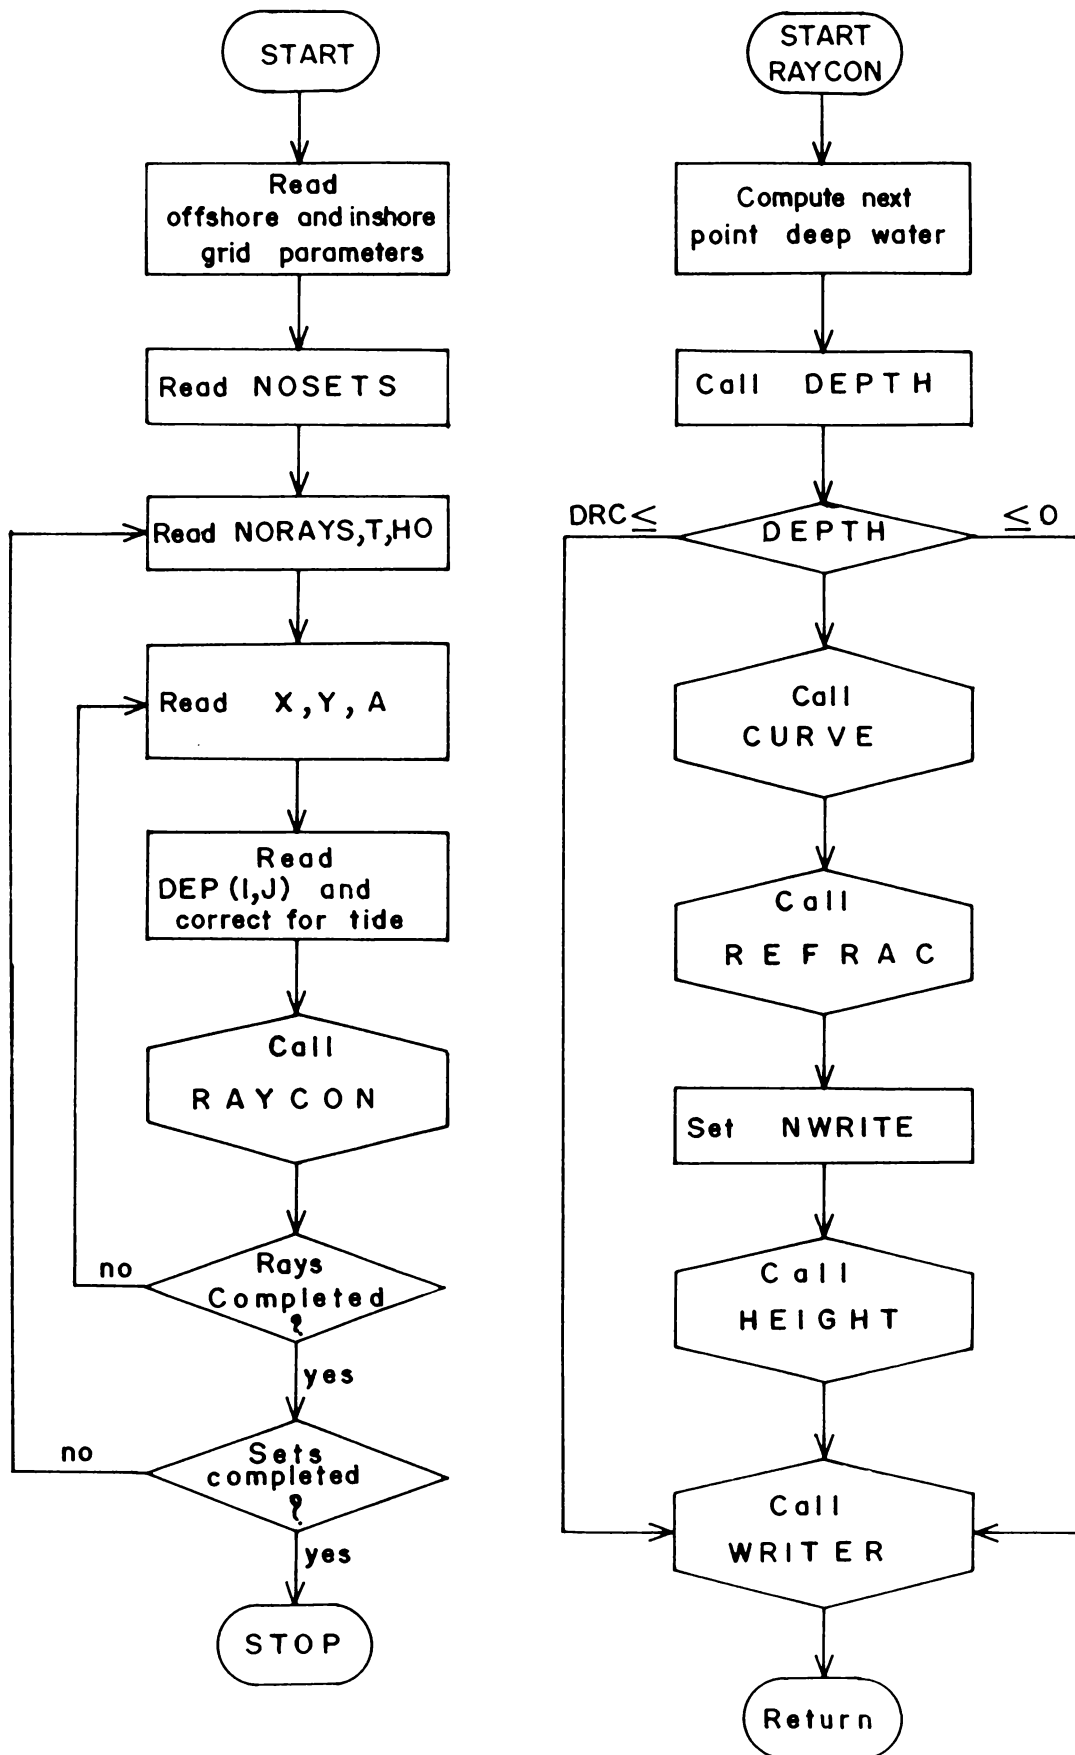 START
Read
offshore and inshore
grid parameters
Read NOSETS
Read NORAYS,T,HO
Read X,Y,A
Read
DEP(I,J) and
correct for tide
Call
RAYCON
Rays
Completed
?
no
yes
Sets
completed
?
no
yes
STOP
START
RAYCON
Compute next
point deep water
Call DEPTH
DRC≤
DEPTH
≤0
Call
CURVE
Call
REFRAC
Set NWRITE
Call
HEIGHT
Call
WRITER
Return